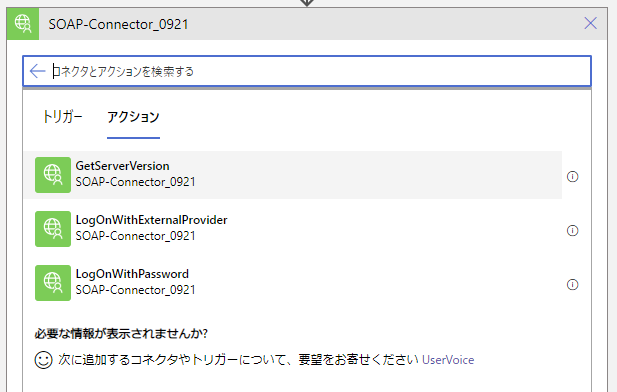 SOAP-Connector_0921
コネクタとアクションを検索する
トリガー アクション
GetServerVersion
SOAP-Connector_0921
LogOnWithExternalProvider
SOAP-Connector_0921
LogOnWithPassword
SOAP-Connector_0921
必要な情報が表示されませんか?
次に追加するコネクタやトリガーについて、要望をお寄せください UserVoice